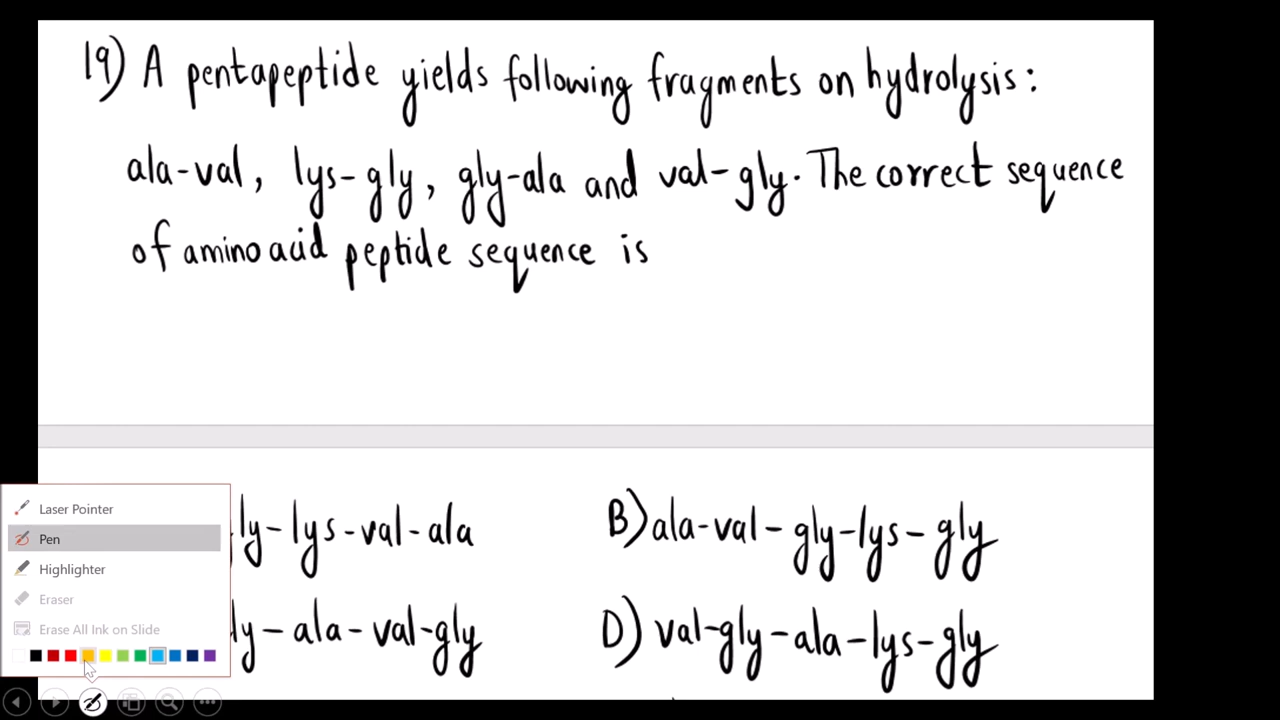 19) A pentapeptide yields following fragments on hydrolysis:
ala-val, lys-gly, gly-ala and val-gly. The correct sequence
of amino acid peptide sequence is
ly-lys-val-ala
B) ala-val-gly-lys-gly
ly-ala-val-gly
D) val-gly-ala-lys-gly
Laser Pointer
Pen
Highlighter
Eraser
Erase All Ink on Slide